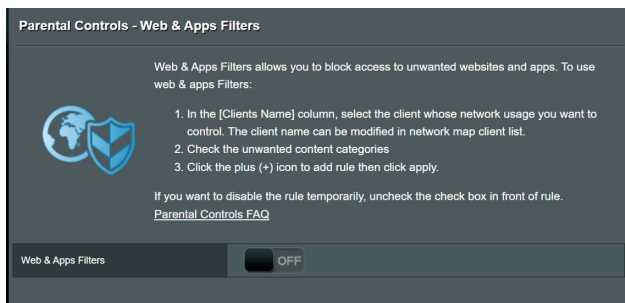 Parental Controls - Web & Apps Filters
Web & Apps Filters allows you to block access to unwanted websites and apps. To use
web & apps Filters:
1. In the [Clients Name] column, select the client whose network usage you want to
control. The client name can be modified in network map client list.
2. Check the unwanted content categories
3. Click the plus (+) icon to add rule then click apply.
If you want to disable the rule temporarily, uncheck the check box in front of rule.
Parental Controls FAQ
Web & Apps Filters
OFF